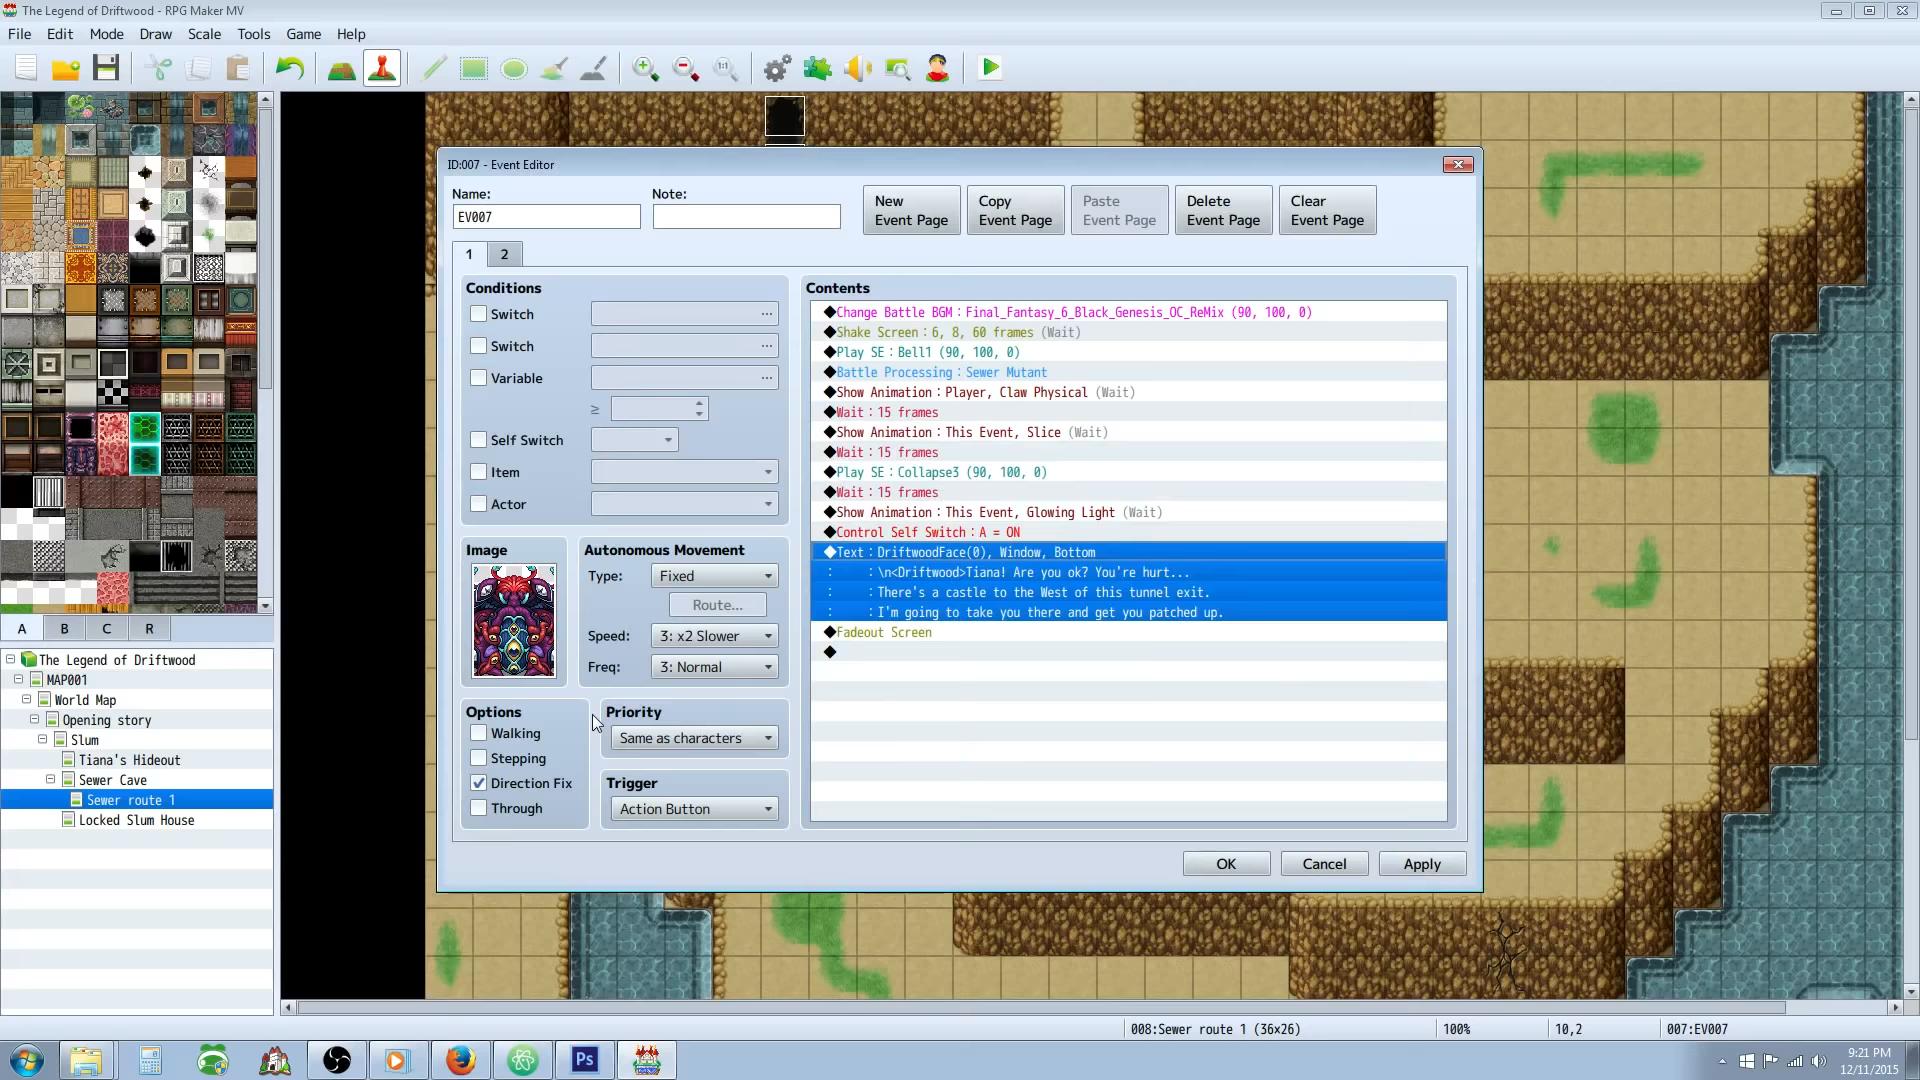 The Legend of Driftwood - RPG Maker MV
File Edit Mode Draw Scale Tools Game Help
1:1
ID:007 - Event Editor
Name:
EV007
Note:
New Event Page
Copy Event Page
Paste Event Page
Delete Event Page
Clear Event Page
1 2
Conditions
Switch ...
Switch ...
Variable ...
≥
Self Switch
Item
Actor
Image
Autonomous Movement
Type: Fixed
Route...
Speed: 3: x2 Slower
Freq: 3: Normal
Options
Walking
Stepping
Direction Fix
Through
Priority
Same as characters
Trigger
Action Button
Contents
◆Change Battle BGM : Final_Fantasy_6_Black_Genesis_OC_ReMix (90, 100, 0)
◆Shake Screen : 6, 8, 60 frames (Wait)
◆Play SE : Bell1 (90, 100, 0)
◆Battle Processing : Sewer Mutant
◆Show Animation : Player, Claw Physical (Wait)
◆Wait : 15 frames
◆Show Animation : This Event, Slice (Wait)
◆Wait : 15 frames
◆Play SE : Collapse3 (90, 100, 0)
◆Wait : 15 frames
◆Show Animation : This Event, Glowing Light (Wait)
◆Control Self Switch : A = ON
◆Text : DriftwoodFace(0), Window, Bottom
: : \n<Driftwood>Tiana! Are you ok? You're hurt...
: : There's a castle to the West of this tunnel exit.
: : I'm going to take you there and get you patched up.
◆Fadeout Screen
◆
OK Cancel Apply
A B C R
The Legend of Driftwood
MAP001
World Map
Opening story
Slum
Tiana's Hideout
Sewer Cave
Sewer route 1
Locked Slum House
008:Sewer route 1 (36x26) 100% 10,2 007:EV007
Ps
9:21 PM
12/11/2015